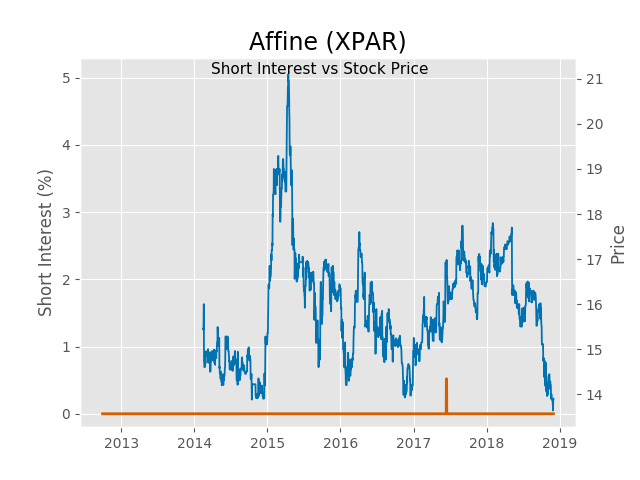 Affine (XPAR)
Short Interest vs Stock Price
Short Interest (%)
5
4
3
2
1
0
21
20
19
18
17
16
15
14
Price
2013 2014 2015 2016 2017 2018 2019